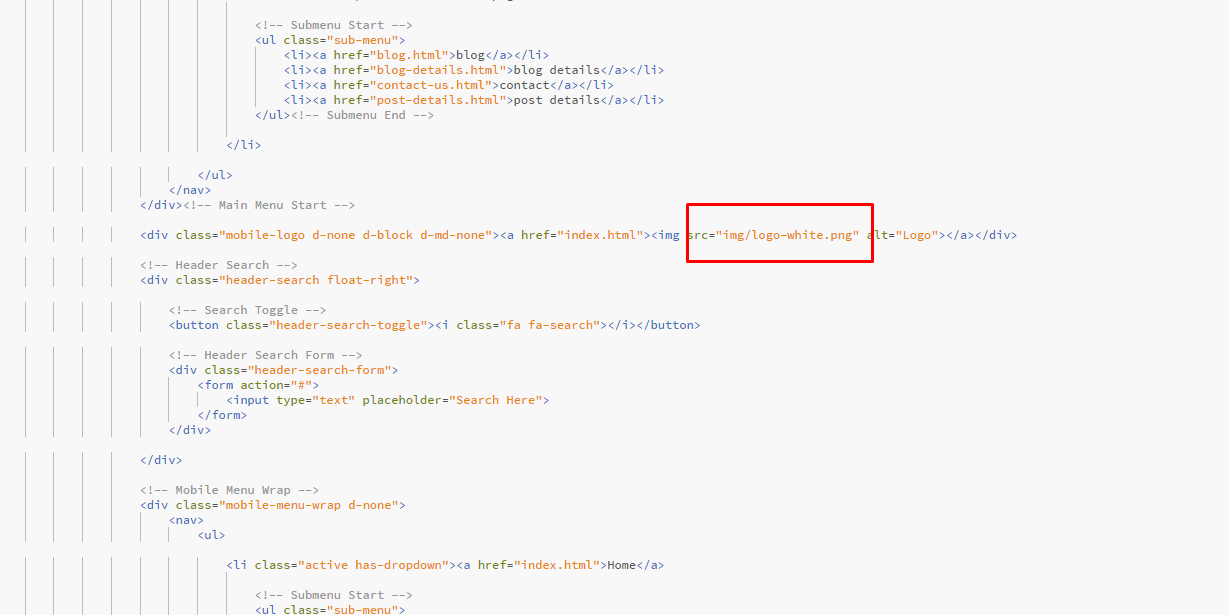 <!-- Submenu Start -->
<ul class="sub-menu">
<li><a href="blog.html">blog</a></li>
<li><a href="blog-details.html">blog details</a></li>
<li><a href="contact-us.html">contact</a></li>
<li><a href="post-details.html">post details</a></li>
</ul><!-- Submenu End -->
</li>
</ul>
</nav>
</div><!-- Main Menu Start -->
<div class="mobile-logo d-none d-block d-md-none"><a href="index.html"><img src="img/logo-white.png" alt="Logo"></a></div>
<!-- Header Search -->
<div class="header-search float-right">
<!-- Search Toggle -->
<button class="header-search-toggle"><i class="fa fa-search"></i></button>
<!-- Header Search Form -->
<div class="header-search-form">
<form action="#">
<input type="text" placeholder="Search Here">
</form>
</div>
</div>
<!-- Mobile Menu Wrap -->
<div class="mobile-menu-wrap d-none">
<nav>
<ul>
<li class="active has-dropdown"><a href="index.html">Home</a>
<!-- Submenu Start -->
<ul class="sub-menu">